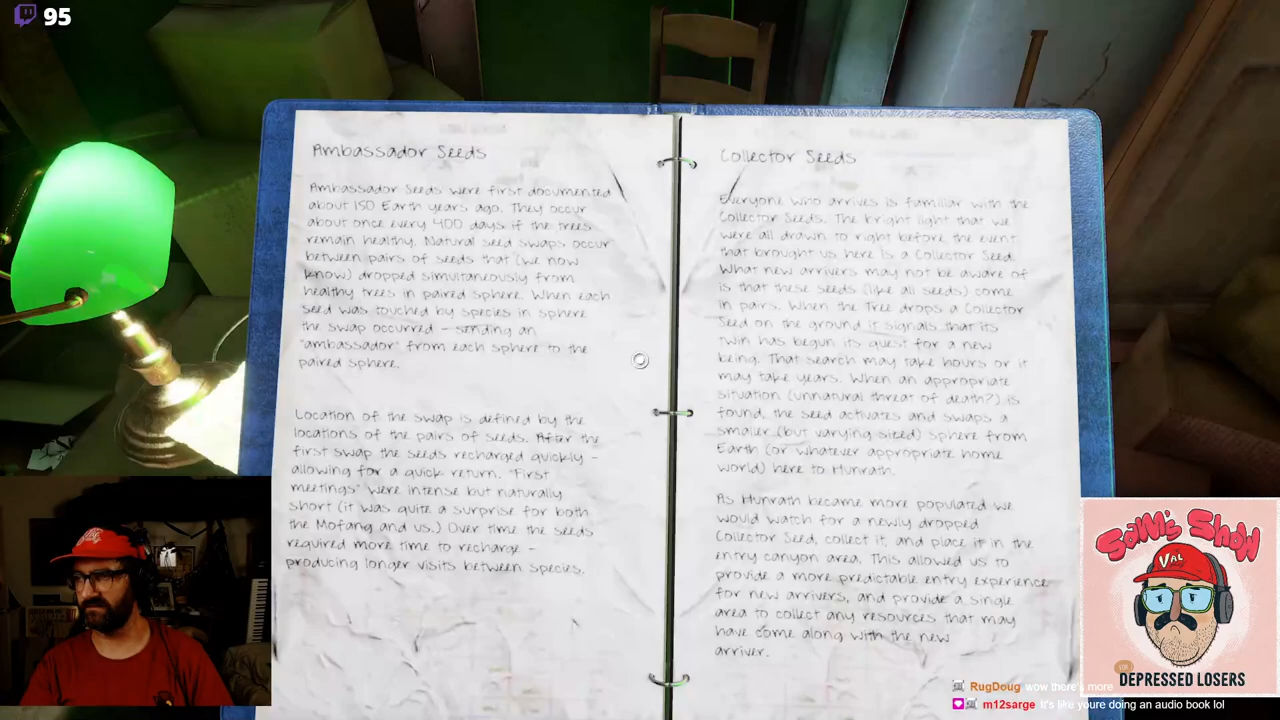 95
Ambassador Seeds
Ambassador Seeds were first documented
about 150 Earth years ago. They occur
about once every 400 days if the trees
remain healthy. Natural seed swaps occur
between pairs of seeds that (we now
know) dropped simultaneously from
healthy trees in paired sphere. When each
seed was touched by species in sphere
the swap occurred - sending an
"ambassador" from each sphere to the
paired sphere.
Location of the swap is defined by the
locations of the pairs of seeds. After the
first swap the seeds recharged quickly -
allowing for a quick return. "First
meetings" were intense but naturally
short (it was quite a surprise for both
the Mofang and us.) Over time the seeds
required more time to recharge -
producing longer visits between species.
Collector Seeds
Everyone who arrives is familiar with the
Collector Seeds. The bright light that we
were all drawn to right before the event
that brought us here is a Collector Seed.
What new arrivers may not be aware of
is that these seeds (like all seeds) come
in pairs. When the Tree drops a Collector
Seed on the ground it signals that its
twin has begun its quest for a new
being. That search may take hours or it
may take years. When an appropriate
situation (unnatural threat of death?) is
found, the seed activates and swaps a
smaller (but varying sized) sphere from
Earth (or whatever appropriate home
world) here to Hunrath.
As Hunrath became more populated we
would watch for a newly dropped
Collector Seed, collect it, and place it in the
entry canyon area. This allowed us to
provide a more predictable entry experience
for new arrivers, and provide a single
area to collect any resources that may
have come along with the new
arriver.
SAM'S SHOW
VAL
FOR
DEPRESSED LOSERS
RugDoug wow there's more
m12sarge It's like youre doing an audio book lol